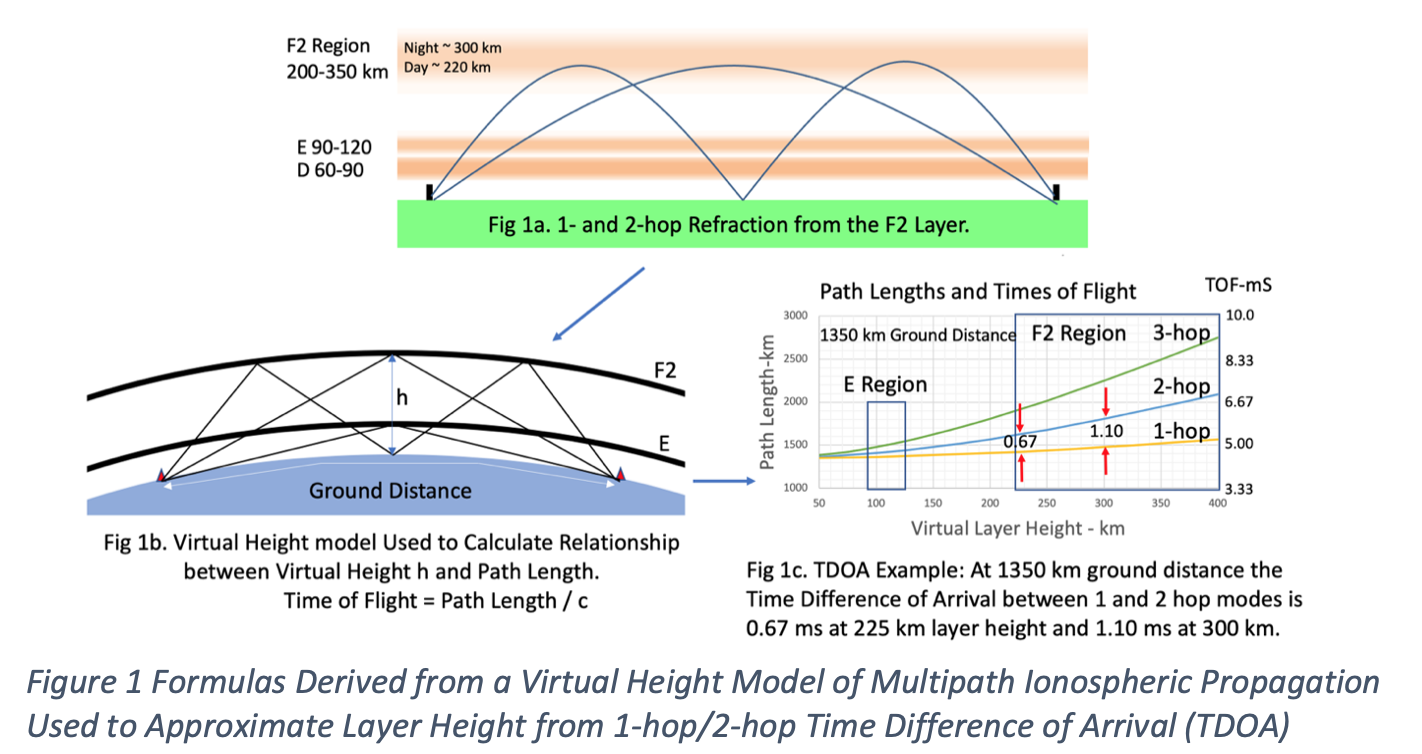 F2 Region
200-350 km
Night ~ 300 km
Day ~ 220 km
E 90-120
D 60-90
Fig 1a. 1- and 2-hop Refraction from the F2 Layer.
F2
h
E
Ground Distance
Fig 1b. Virtual Height model Used to Calculate Relationship
between Virtual Height h and Path Length.
Time of Flight = Path Length / c
Path Lengths and Times of Flight
TOF-mS
Path Length-km
3000
2500
2000
1500
1000
1350 km Ground Distance
F2 Region
3-hop
E Region
2-hop
0.67
1.10
1-hop
10.0
8.33
6.67
5.00
3.33
50
100
150
200
250
300
350
400
Virtual Layer Height - km
Fig 1c. TDOA Example: At 1350 km ground distance the
Time Difference of Arrival between 1 and 2 hop modes is
0.67 ms at 225 km layer height and 1.10 ms at 300 km.
Figure 1 Formulas Derived from a Virtual Height Model of Multipath Ionospheric Propagation
Used to Approximate Layer Height from 1-hop/2-hop Time Difference of Arrival (TDOA)